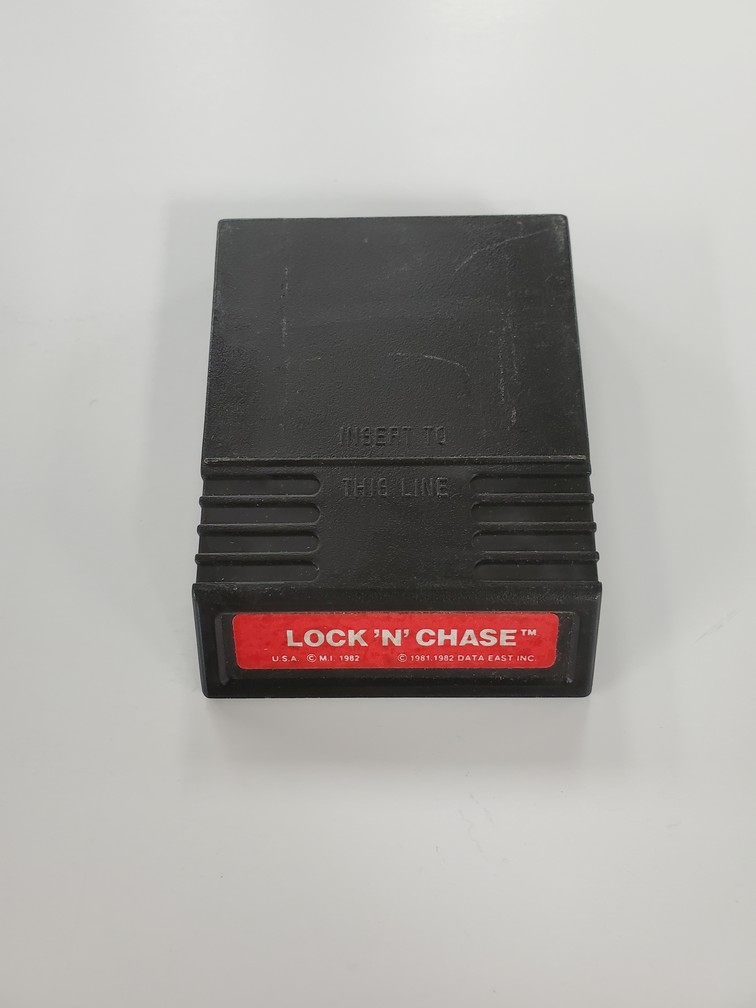 INSERT TO
THIS LINE
LOCK 'N' CHASE™
U.S.A. ©M.I. 1982 © 1981.1982 DATA EAST INC.